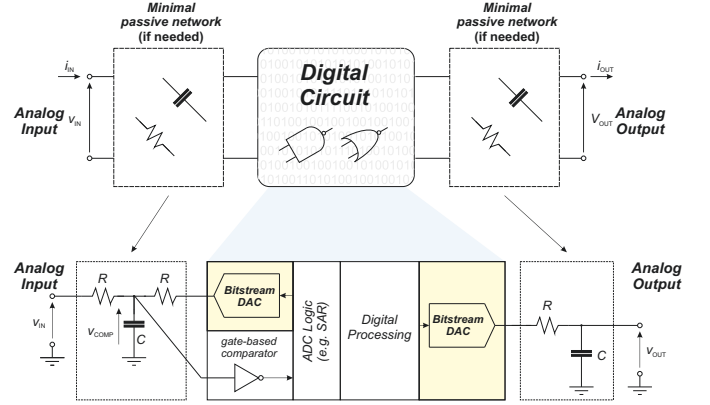 Minimal
passive network
(if needed)
Minimal
passive network
(if needed)
Digital
Circuit
i_IN
Analog
Input
v_IN
i_OUT
V_OUT
Analog
Output
Analog
Input
R
R
v_IN
v_COMP
C
Bitstream
DAC
gate-based
comparator
ADC Logic
(e.g. SAR)
Digital
Processing
Bitstream
DAC
R
C
Analog
Output
v_OUT